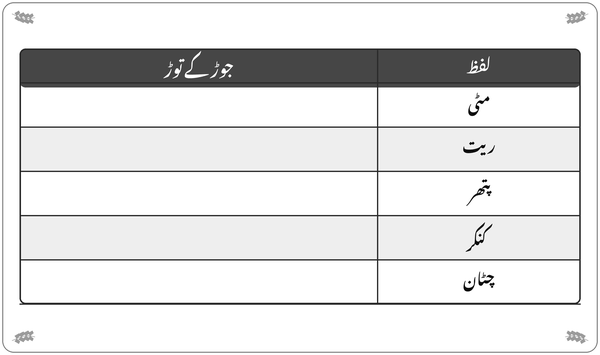 لفظ جوڑ کے توڑ
مٹی
ریت
پتھر
کنکر
چٹان